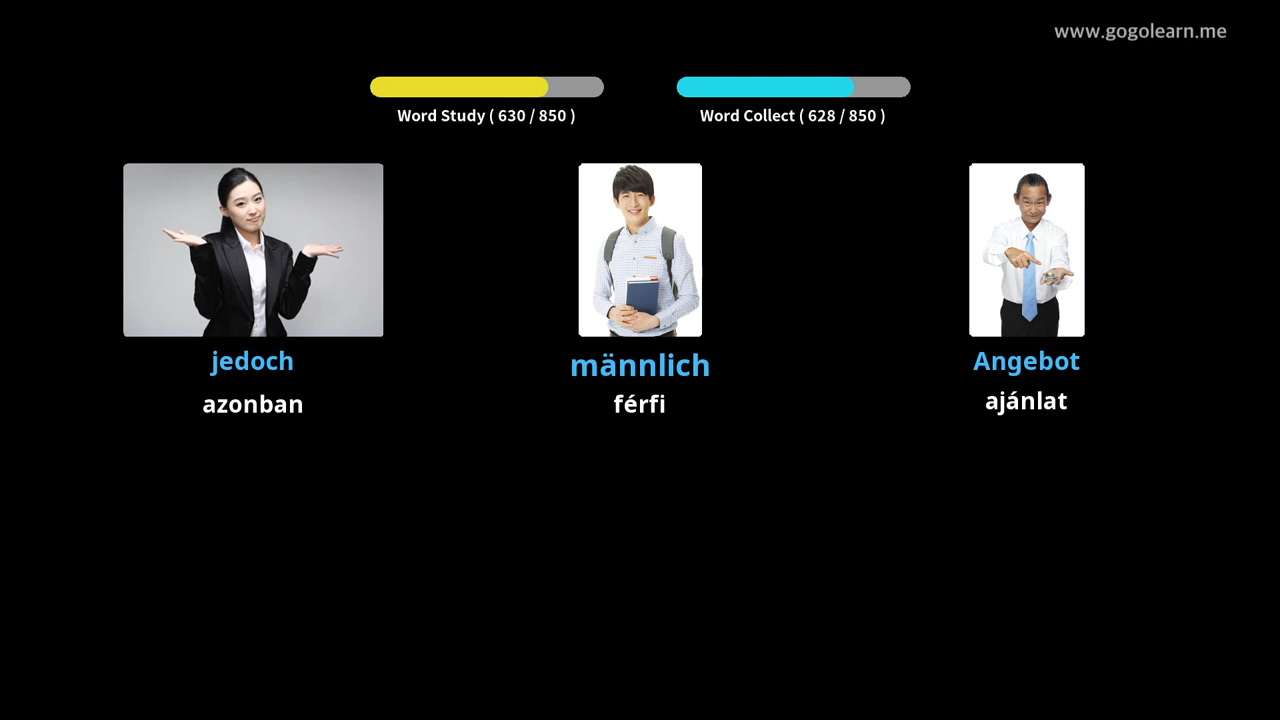 www.gogolearn.me
Word Study ( 630 / 850 )
Word Collect ( 628 / 850 )
jedoch
männlich
Angebot
azonban
férfi
ajánlat